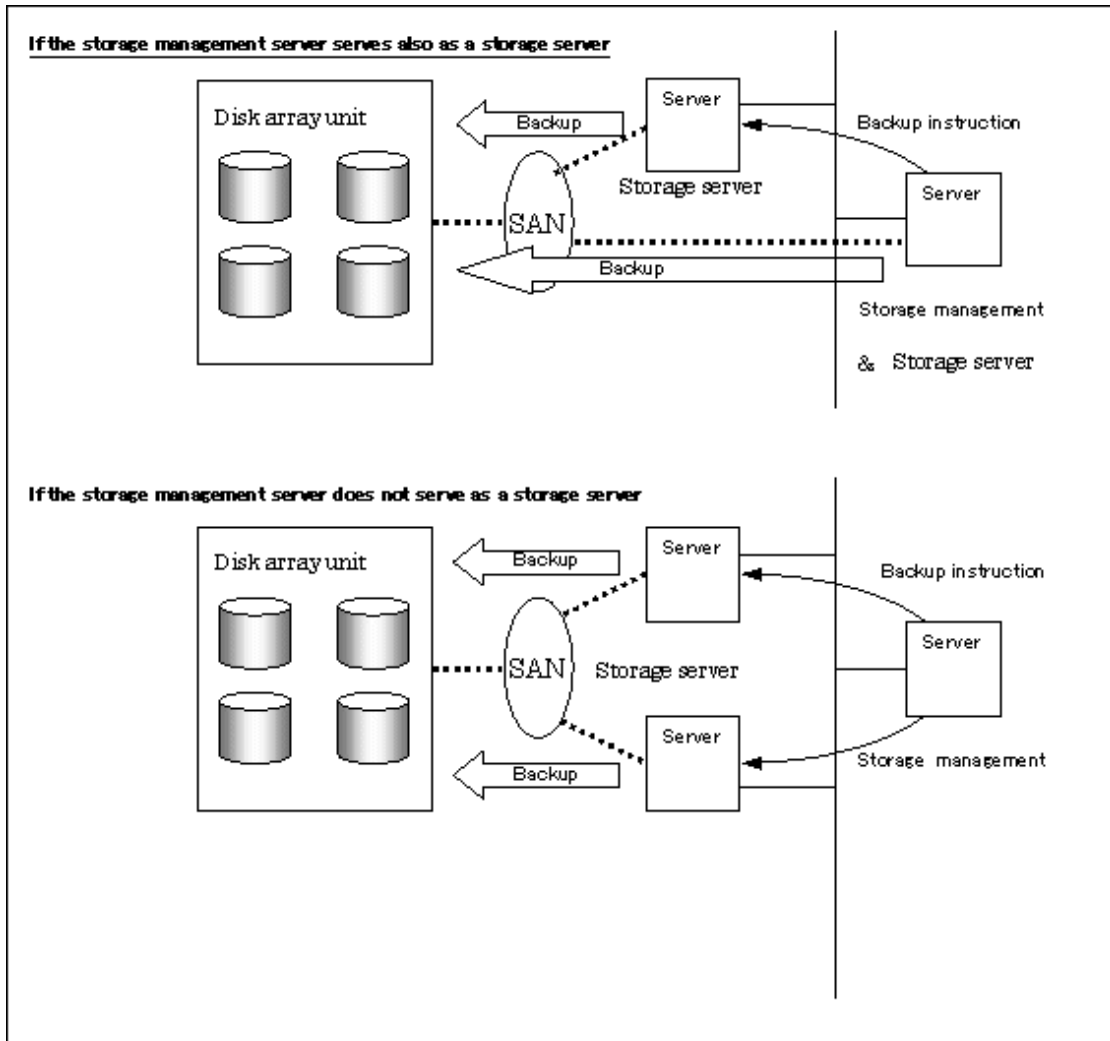 If the storage management server serves also as a storage server
Disk array unit
Backup
Server
Backup instruction
Storage server
Server
SAN
Backup
Storage management
& Storage server
If the storage management server does not serve as a storage server
Disk array unit
Backup
Server
Backup instruction
SAN
Storage server
Server
Server
Backup
Storage management